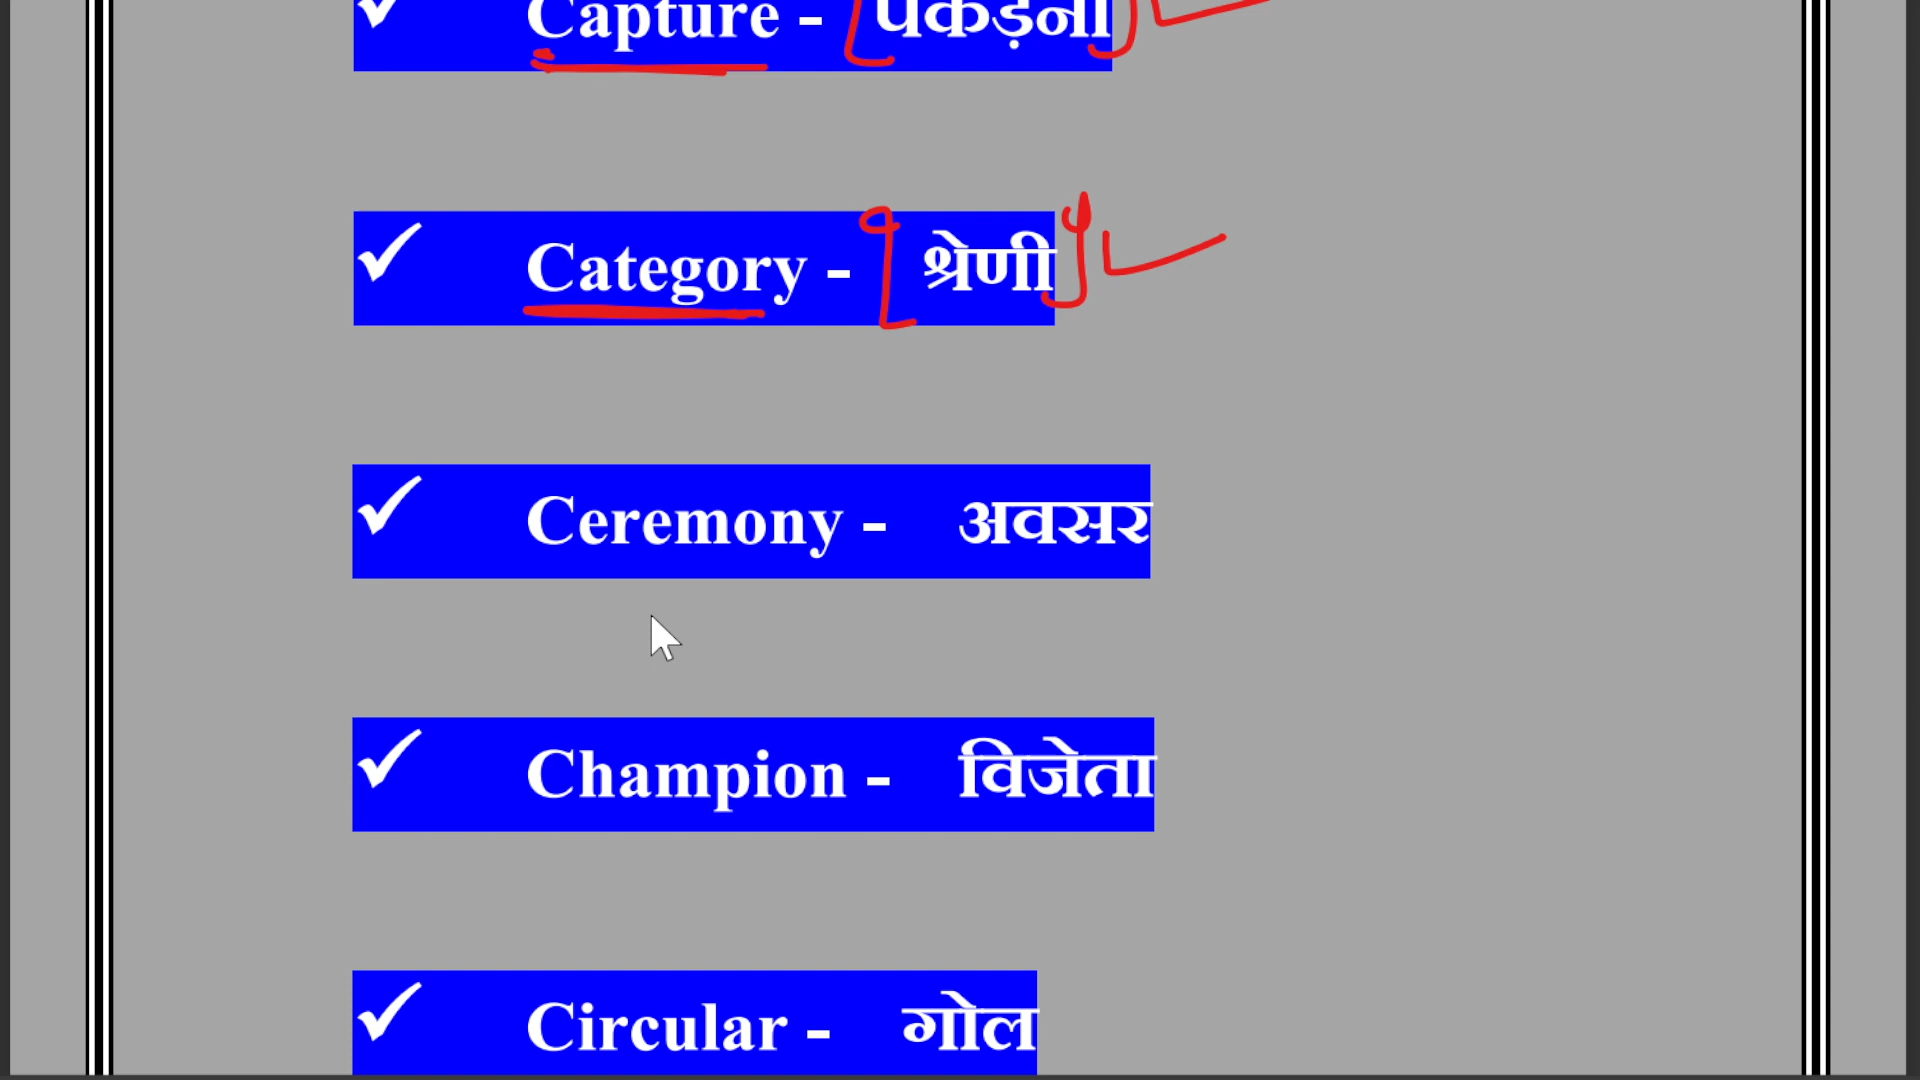 ✓ Capture - पकड़ना
✓ Category - श्रेणी
✓ Ceremony - अवसर
✓ Champion - विजेता
✓ Circular - गोल